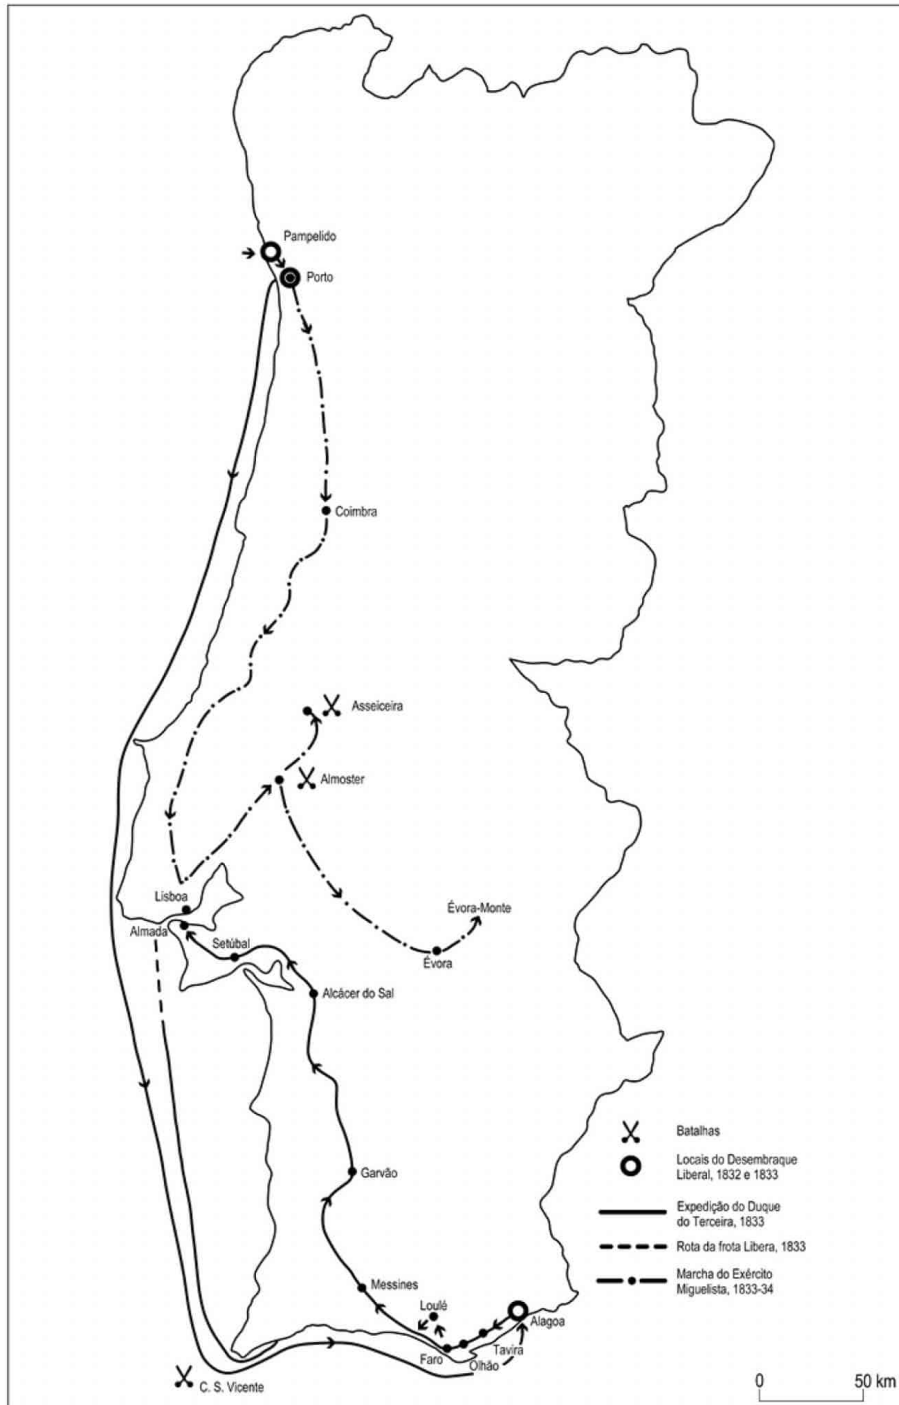 Pampelido
Porto
Coimbra
Asseiceira
Almoster
Lisboa
Almada
Setúbal
Évora-Monte
Évora
Alcácer do Sal
Garvão
Messines
Loulé
Alagoa
Tavira
Faro
Olhão
C. S. Vicente
Batalhas
Locais do Desembraque
Liberal, 1832 e 1833
Expedição do Duque
do Terceira, 1833
Rota da frota Libera, 1833
Marcha do Exército
Miguelista, 1833-34
0 50 km